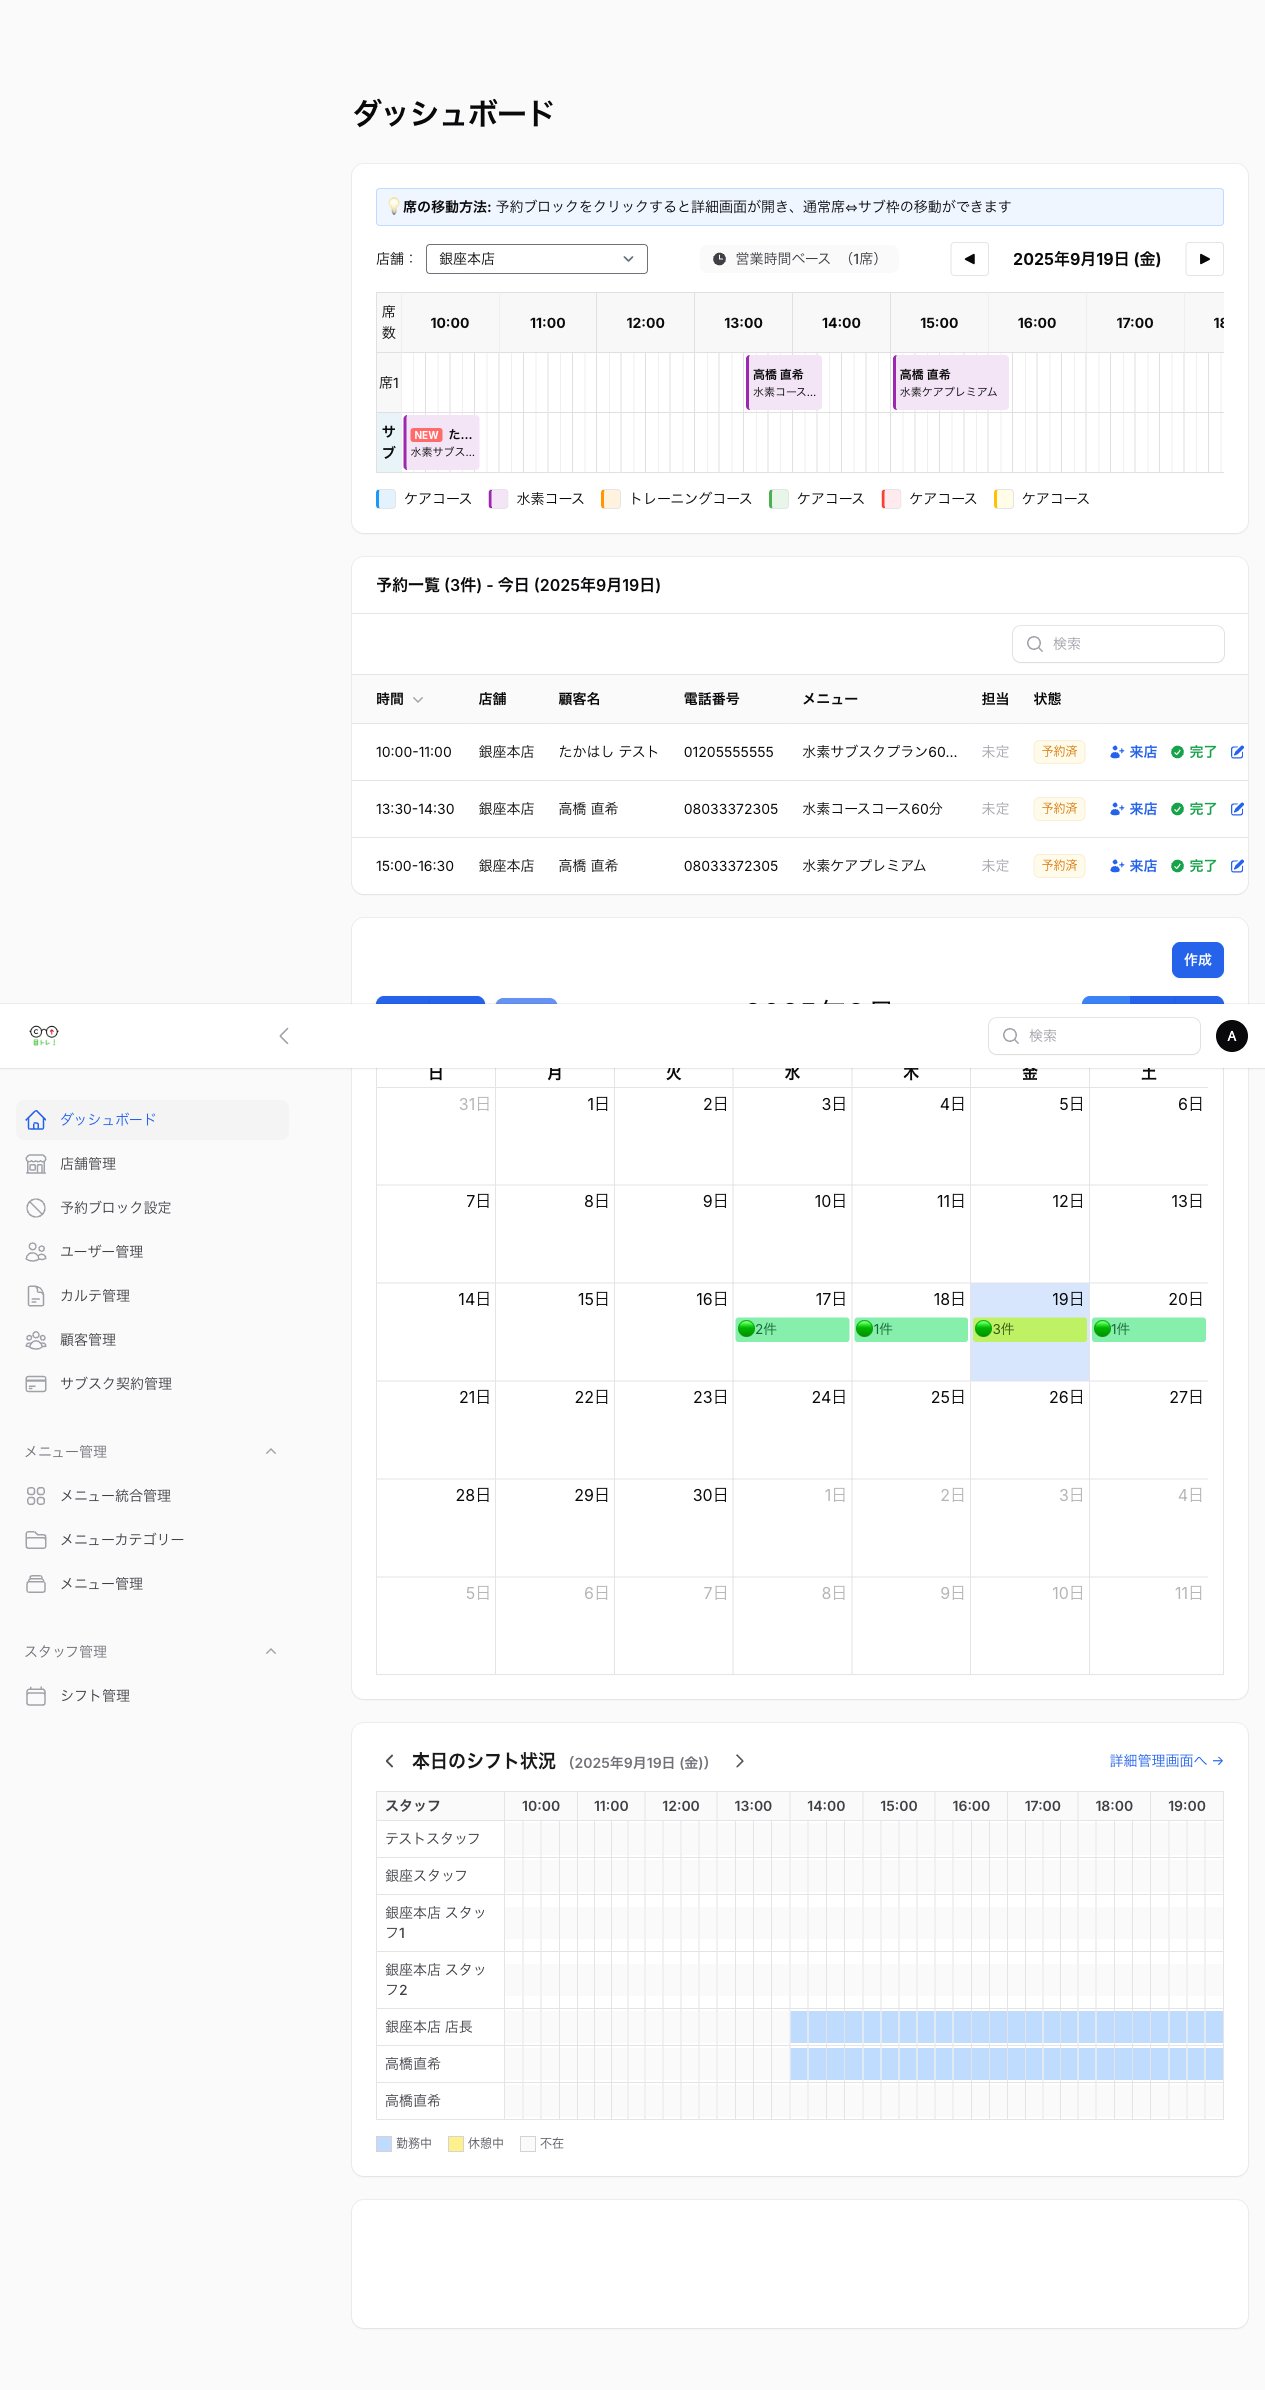 ダッシュボード
💡席の移動方法: 予約ブロックをクリックすると詳細画面が開き、通常席⇔サブ枠の移動ができます
店舗： 銀座本店 営業時間ベース （1席） ◀ 2025年9月19日 (金) ▶
席数 10:00 11:00 12:00 13:00 14:00 15:00 16:00 17:00
席1 高橋 直希 高橋 直希
水素コース... 水素ケアプレミアム
サブ NEW た...
水素サブス...
ケアコース 水素コース トレーニングコース ケアコース ケアコース ケアコース
予約一覧 (3件) - 今日 (2025年9月19日)
検索
時間 店舗 顧客名 電話番号 メニュー 担当 状態
10:00-11:00 銀座本店 たかはし テスト 01205555555 水素サブスクプラン60... 未定 予約済 来店 完了
13:30-14:30 銀座本店 高橋 直希 08033372305 水素コースコース60分 未定 予約済 来店 完了
15:00-16:30 銀座本店 高橋 直希 08033372305 水素ケアプレミアム 未定 予約済 来店 完了
作成
検索 A
日 月 火 水 木 金 土
31日 1日 2日 3日 4日 5日 6日
7日 8日 9日 10日 11日 12日 13日
14日 15日 16日 17日 18日 19日 20日
2件 1件 3件 1件
21日 22日 23日 24日 25日 26日 27日
28日 29日 30日 1日 2日 3日 4日
5日 6日 7日 8日 9日 10日 11日
ダッシュボード
店舗管理
予約ブロック設定
ユーザー管理
カルテ管理
顧客管理
サブスク契約管理
メニュー管理
メニュー統合管理
メニューカテゴリー
メニュー管理
スタッフ管理
シフト管理
本日のシフト状況 （2025年9月19日 (金)） 詳細管理画面へ →
スタッフ 10:00 11:00 12:00 13:00 14:00 15:00 16:00 17:00 18:00 19:00
テストスタッフ
銀座スタッフ
銀座本店 スタッ
フ1
銀座本店 スタッ
フ2
銀座本店 店長
高橋直希
高橋直希
勤務中 休憩中 不在